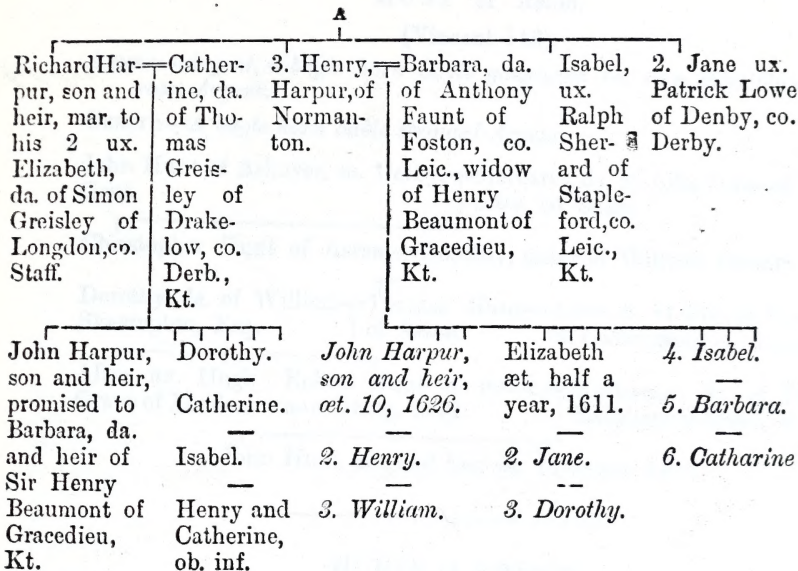 A
RichardHar-
pur, son and
heir, mar. to
his 2 ux.
Elizabeth,
da. of Simon
Greisley of
Longdon, co.
Staff.
Cather-
ine, da.
of Tho-
mas
Greis-
ley of
Drake-
low, co.
Derb.,
Kt.
3. Henry,
Harpur, of
Norman-
ton.
Barbara, da.
of Anthony
Faunt of
Foston, co.
Leic., widow
of Henry
Beaumont of
Gracedieu,
Kt.
Isabel,
ux.
Ralph
Sher-
ard of
Staple-
ford, co.
Leic.,
Kt.
2. Jane ux.
Patrick Lowe
of Denby, co.
Derby.
John Harpur,
son and heir,
promised to
Barbara, da.
and heir of
Sir Henry
Beaumont of
Gracedieu,
Kt.
Dorothy.
—
Catherine.
—
Isabel.
—
Henry and
Catherine,
ob. inf.
John Harpur,
son and heir,
æt. 10, 1626.
—
2. Henry.
—
3. William.
Elizabeth
æt. half a
year, 1611.
—
2. Jane.
--
3. Dorothy.
4. Isabel.
—
5. Barbara.
—
6. Catharine